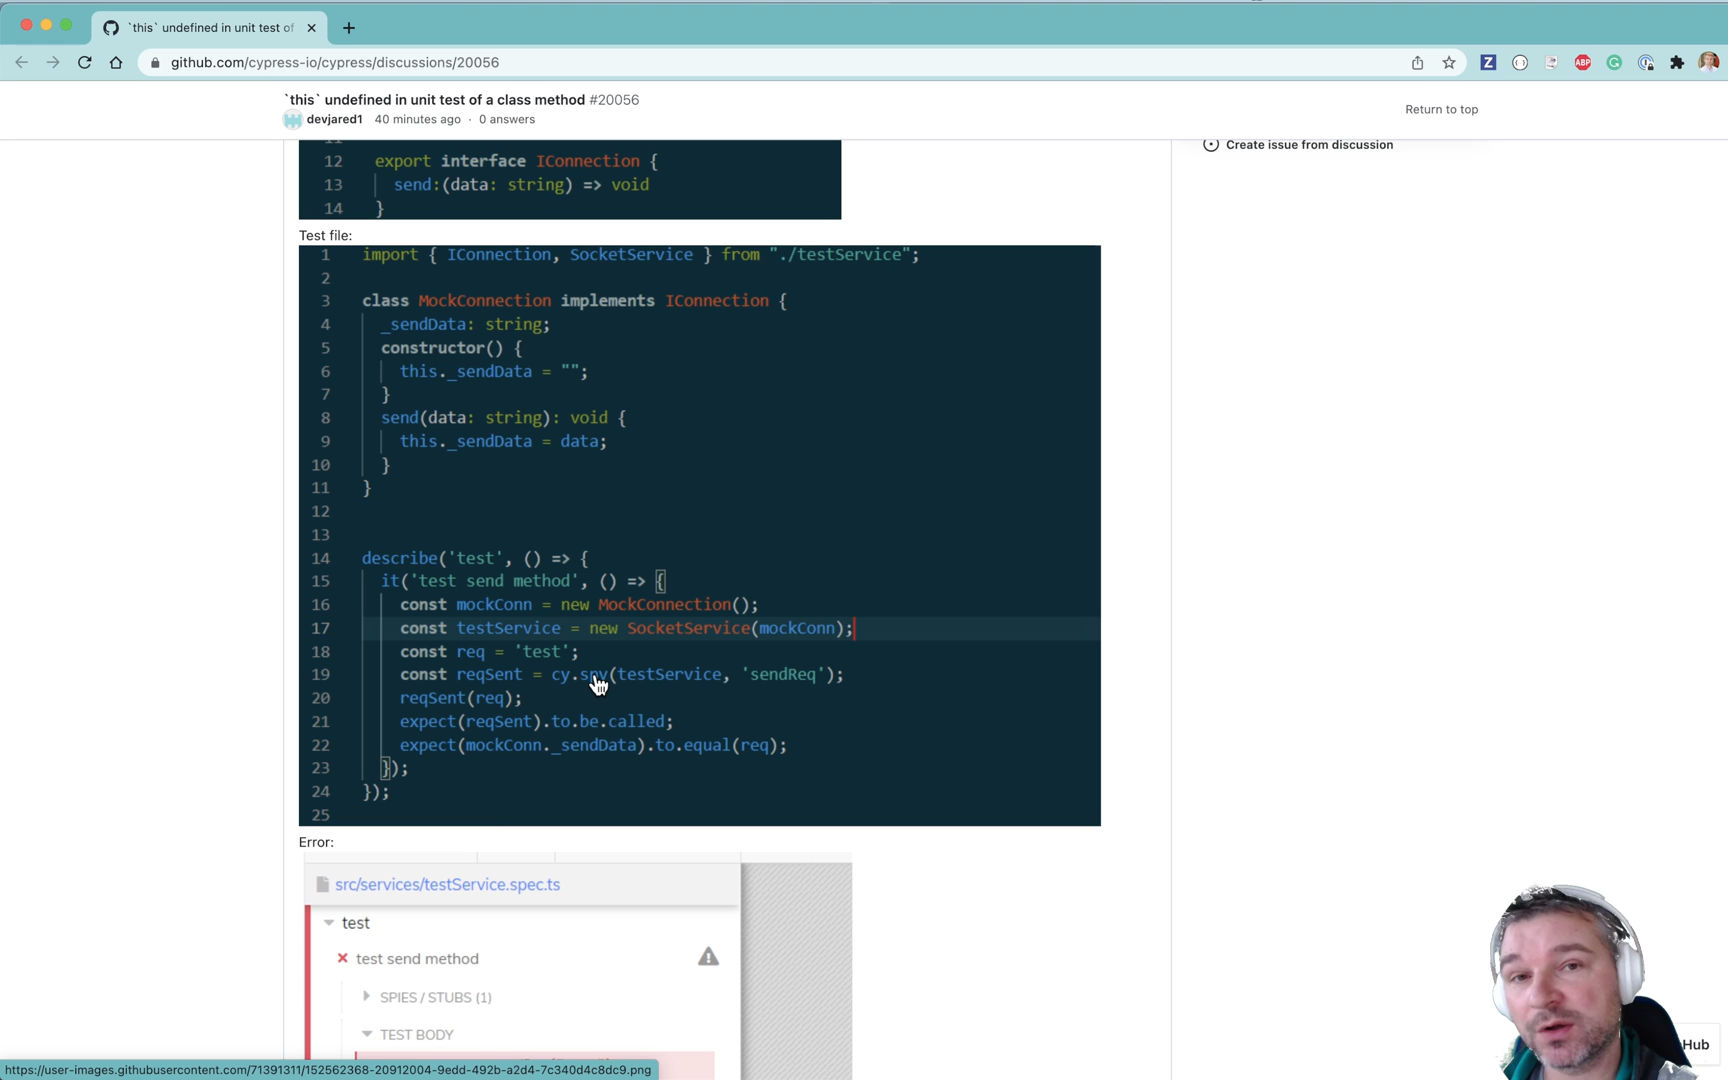 `this` undefined in unit test of
github.com/cypress-io/cypress/discussions/20056
`this` undefined in unit test of a class method #20056
devjared1 40 minutes ago · 0 answers
Return to top
Create issue from discussion
12 export interface IConnection {
13 send:(data: string) => void
14 }
Test file:
1 import { IConnection, SocketService } from "./testService";
2
3 class MockConnection implements IConnection {
4 _sendData: string;
5 constructor() {
6 this._sendData = "";
7 }
8 send(data: string): void {
9 this._sendData = data;
10 }
11 }
12
13
14 describe('test', () => {
15 it('test send method', () => {
16 const mockConn = new MockConnection();
17 const testService = new SocketService(mockConn);
18 const req = 'test';
19 const reqSent = cy.spy(testService, 'sendReq');
20 reqSent(req);
21 expect(reqSent).to.be.called;
22 expect(mockConn._sendData).to.equal(req);
23 });
24 });
25
Error:
src/services/testService.spec.ts
test
test send method
SPIES / STUBS (1)
TEST BODY
Hub
https://user-images.githubusercontent.com/71391311/152562368-20912004-9edd-492b-a2d4-7c340d4c8dc9.png
Z
ABP